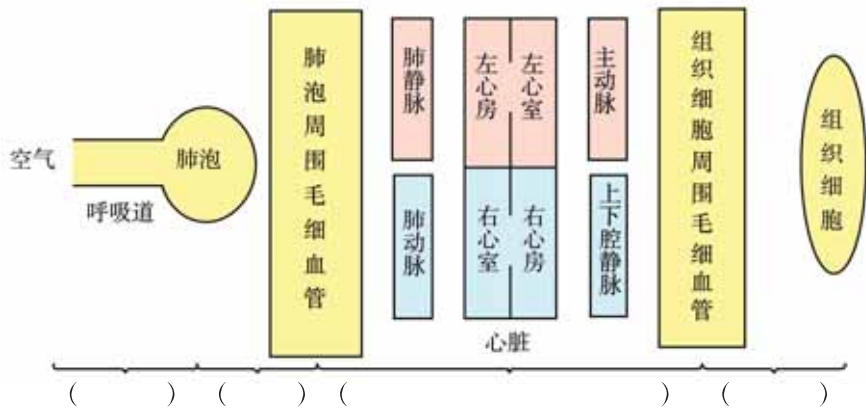 空气
呼吸道
肺泡
肺泡周围毛细血管
肺静脉
肺动脉
左心房
左心室
右心室
右心房
心脏
主动脉
上下腔静脉
组织细胞周围毛细血管
组织细胞
( ) ( ) ( ) ( )